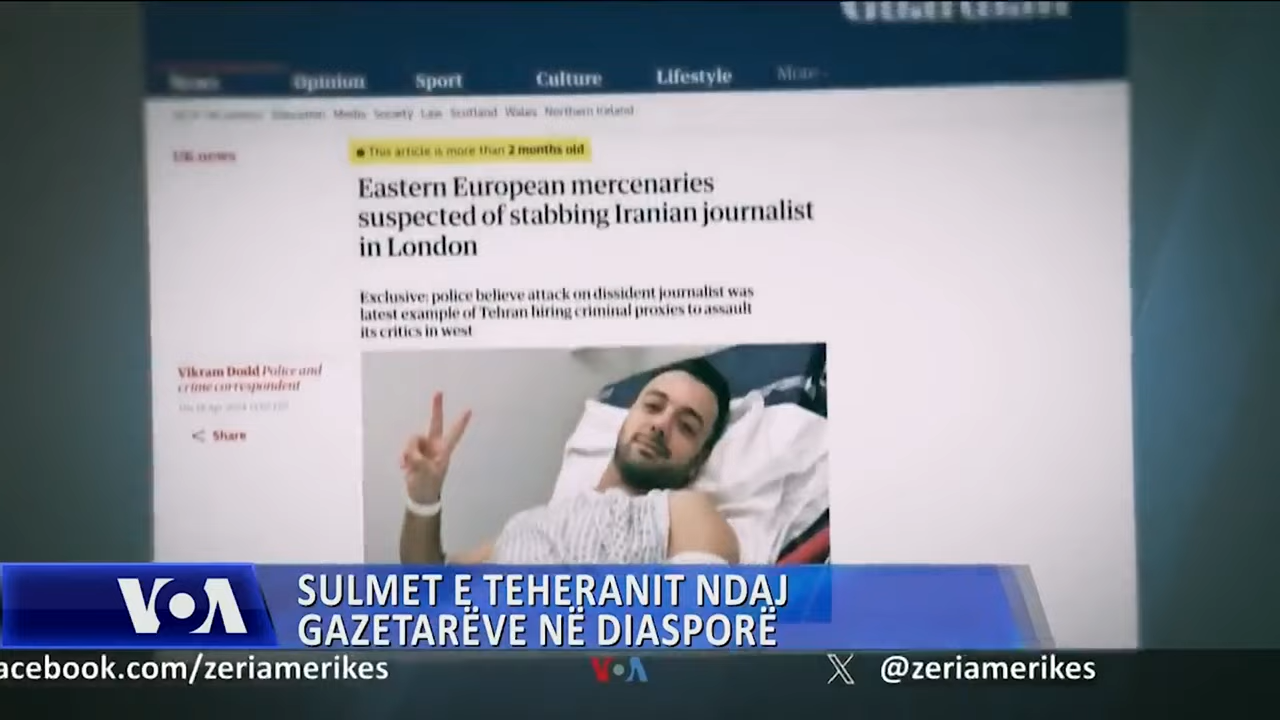 News Opinion Sport Culture Lifestyle More
Education Media Society Law Scotland Wales Northern Ireland
UK news
This article is more than 2 months old
Eastern European mercenaries
suspected of stabbing Iranian journalist
in London
Exclusive: police believe attack on dissident journalist was
latest example of Tehran hiring criminal proxies to assault
its critics in west
Vikram Dodd Police and
crime correspondent
Share
VOA
SULMET E TEHERANIT NDAJ
GAZETARËVE NË DIASPORË
acebook.com/zeriamerikes
VOA
@zeriamerikes